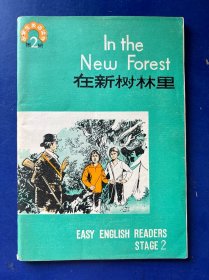 2
In the
New Forest
在新树林里
EASY ENGLISH READERS
STAGE 2